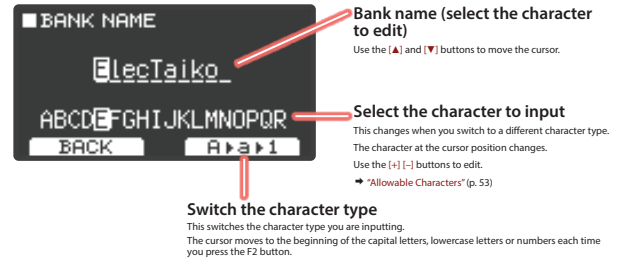 ■BANK NAME
ElecTaiko_
ABCDEFGHIJKLMNOPQR
BACK
A▶a▶1
Bank name (select the character
to edit)
Use the [▲] and [▼] buttons to move the cursor.
Select the character to input
This changes when you switch to a different character type.
The character at the cursor position changes.
Use the [+] [–] buttons to edit.
➜ "Allowable Characters" (p. 53)
Switch the character type
This switches the character type you are inputting.
The cursor moves to the beginning of the capital letters, lowercase letters or numbers each time
you press the F2 button.